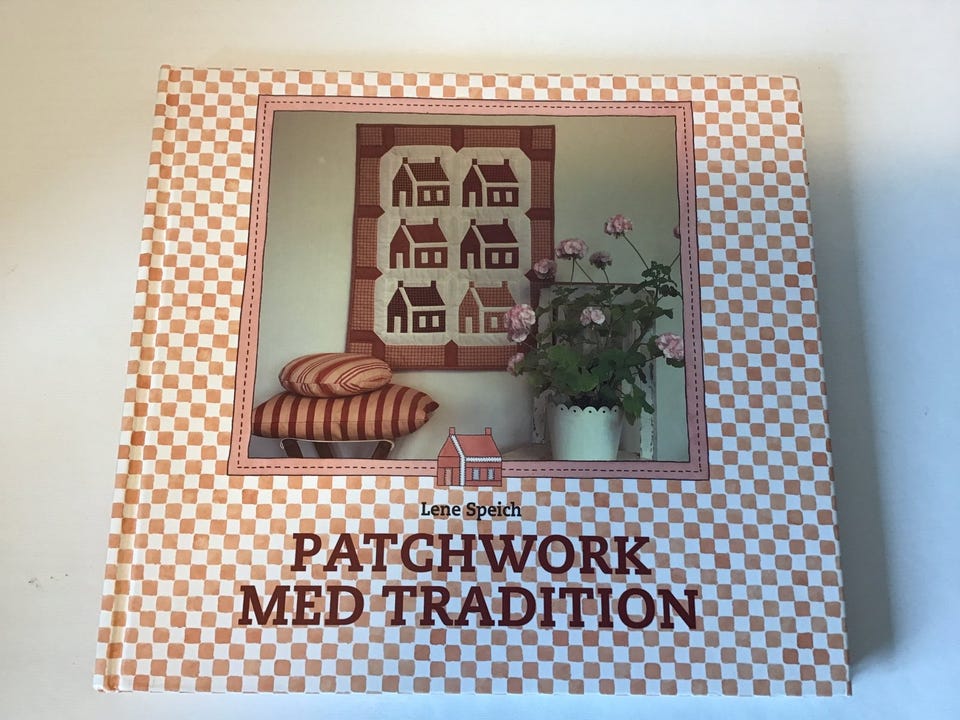 Lene Speich
PATCHWORK
MED TRADITION